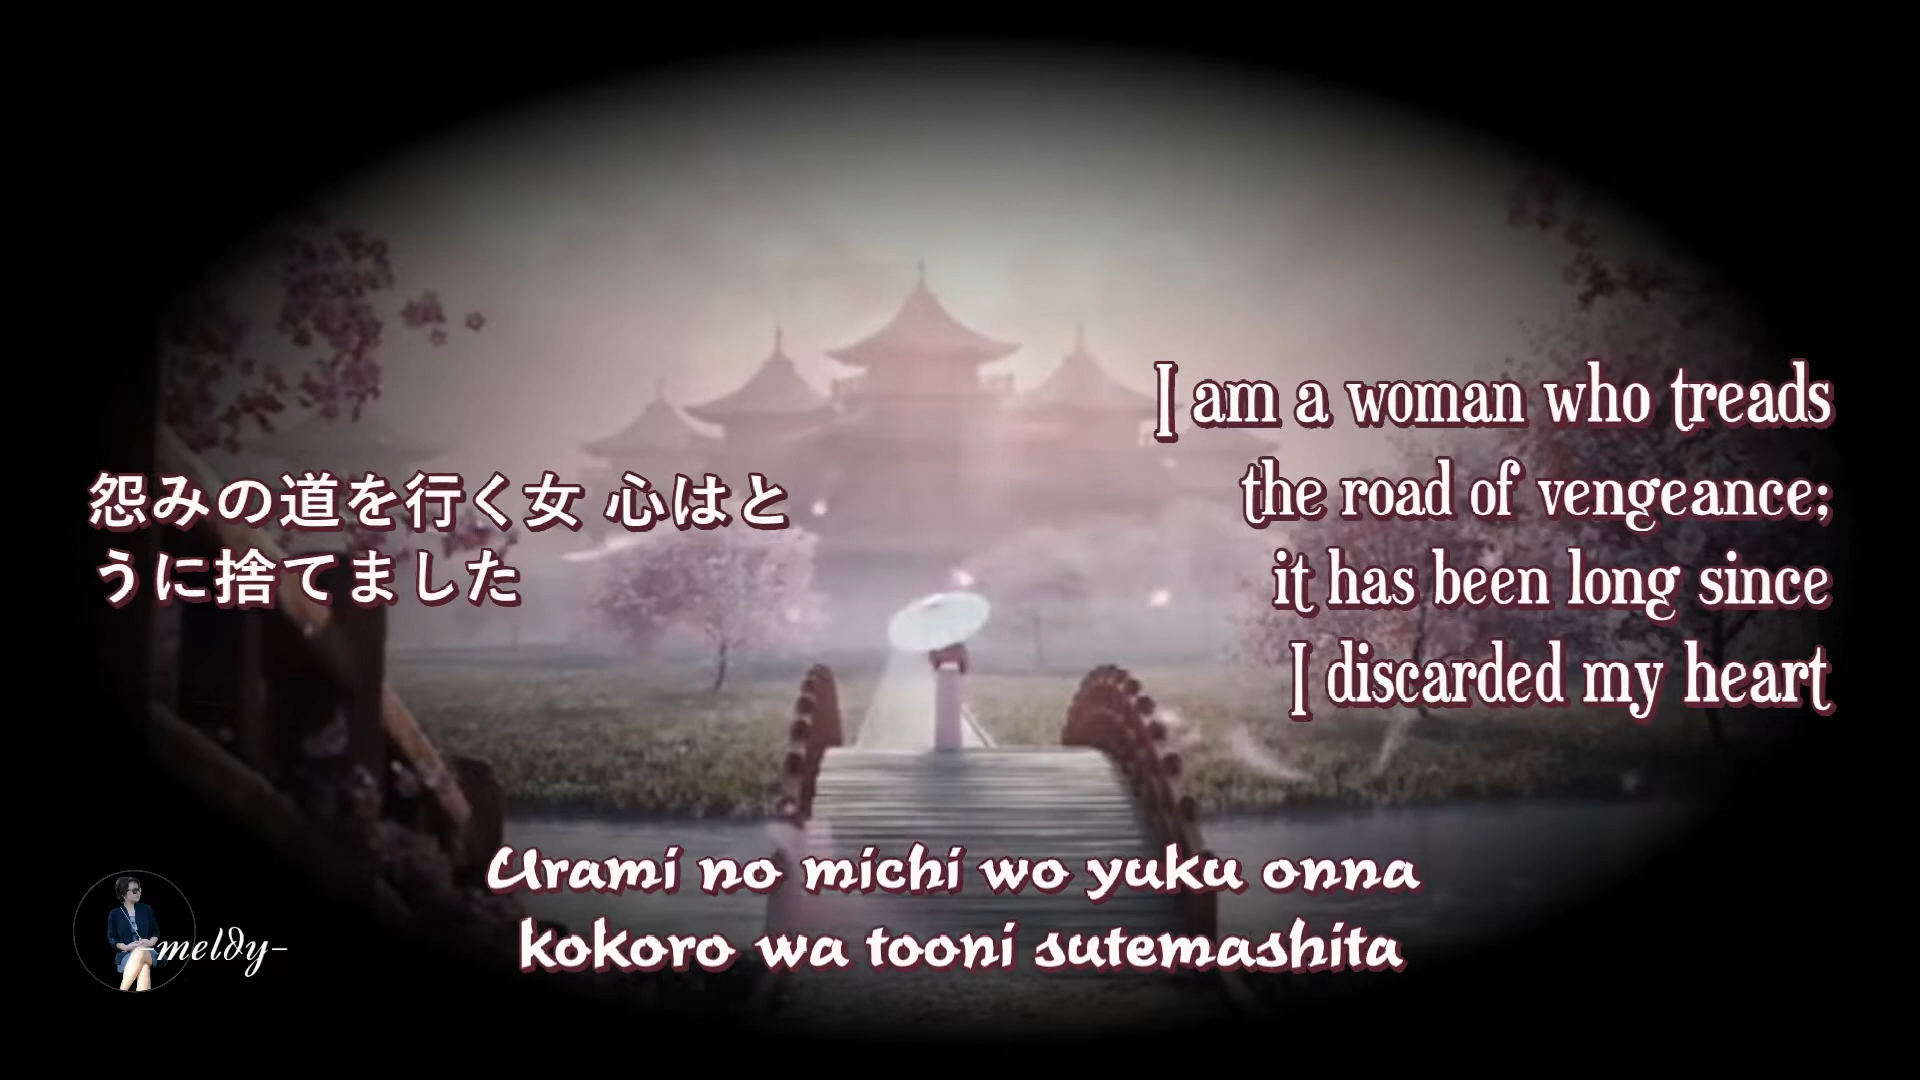 怨みの道を行く女 心はと
うに捨てました
I am a woman who treads
the road of vengeance;
it has been long since
I discarded my heart
Urami no michi wo yuku onna
kokoro wa tooni sutemashita
-meldy-